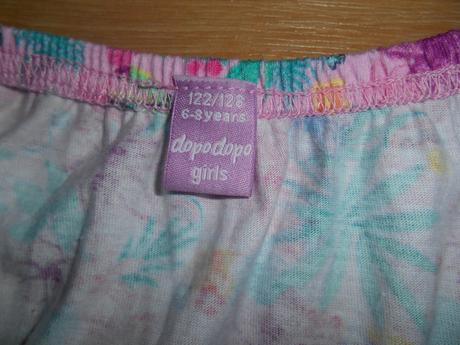 122/128
6-8 years
dopodopo
girls